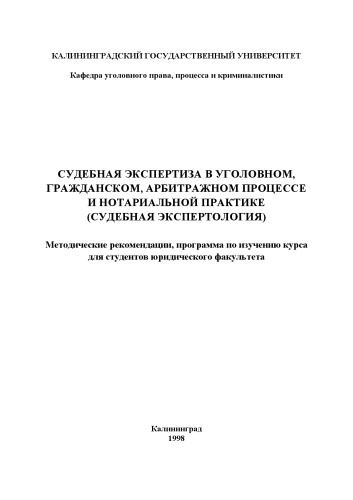 КАЛИНИНГРАДСКИЙ ГОСУДАРСТВЕННЫЙ УНИВЕРСИТЕТ
Кафедра уголовного права, процесса и криминалистики
СУДЕБНАЯ ЭКСПЕРТИЗА В УГОЛОВНОМ,
ГРАЖДАНСКОМ, АРБИТРАЖНОМ ПРОЦЕССЕ
И НОТАРИАЛЬНОЙ ПРАКТИКЕ
(СУДЕБНАЯ ЭКСПЕРТОЛОГИЯ)
Методические рекомендации, программа по изучению курса
для студентов юридического факультета
Калининград
1998